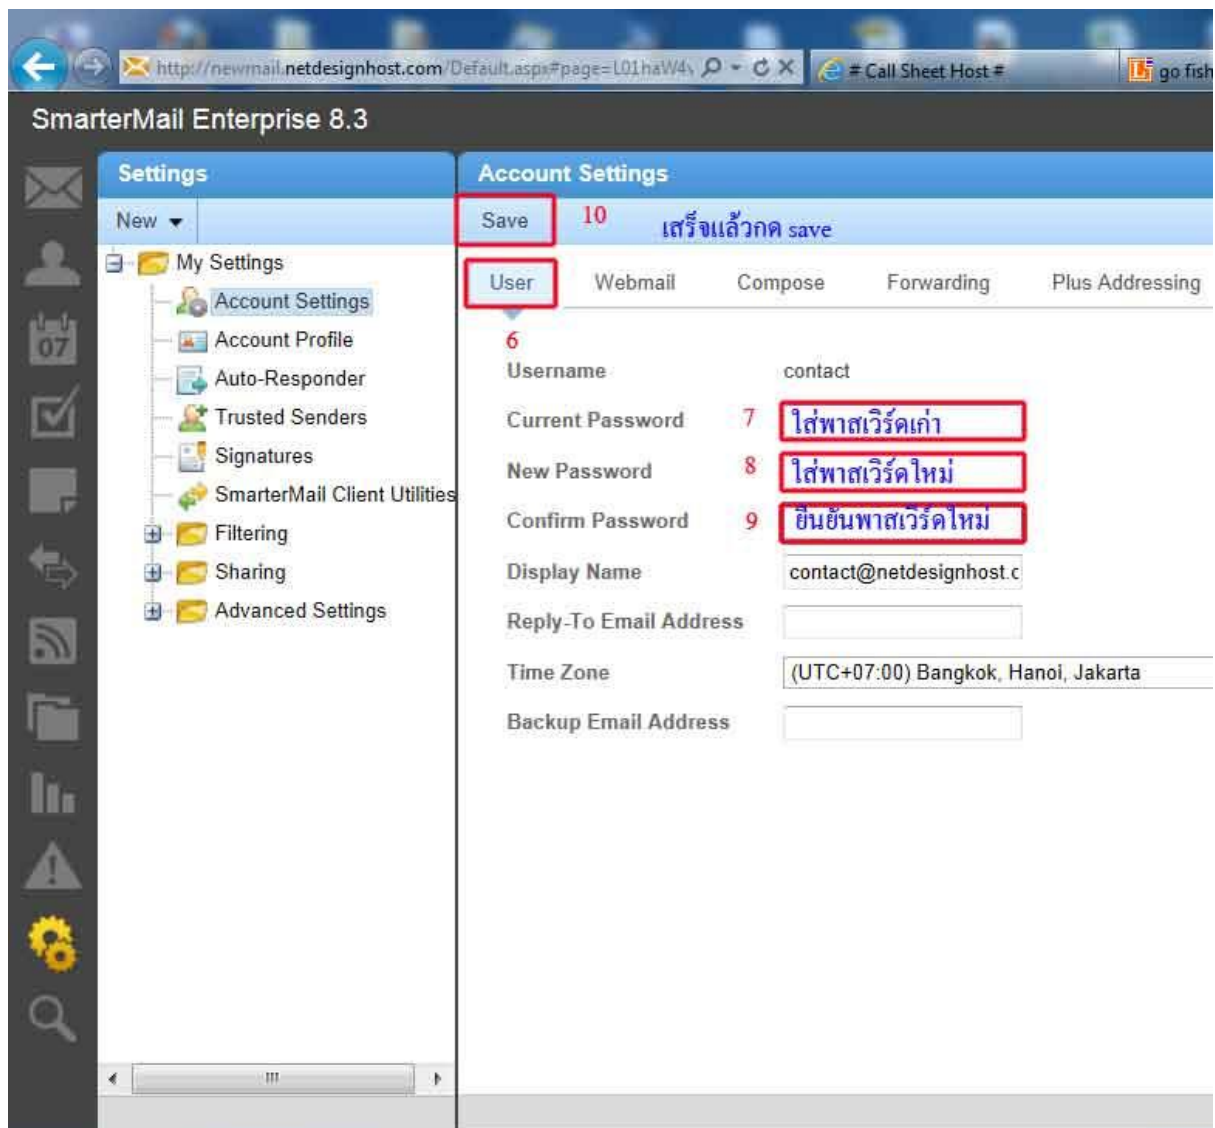 http://newmail.netdesignhost.com/Default.aspx#page=L01haW4v
# Call Sheet Host #
go fish
SmarterMail Enterprise 8.3
Settings
New
My Settings
Account Settings
Account Profile
Auto-Responder
Trusted Senders
Signatures
SmarterMail Client Utilities
Filtering
Sharing
Advanced Settings
07
Account Settings
Save 10 เสร็จแล้วกด save
User Webmail Compose Forwarding Plus Addressing
6
Username contact
Current Password 7 ใส่พาสเวิร์คเก่า
New Password 8 ใส่พาสเวิร์คใหม่
Confirm Password 9 ยืนยันพาสเวิร์คใหม่
Display Name contact@netdesignhost.c
Reply-To Email Address
Time Zone (UTC+07:00) Bangkok, Hanoi, Jakarta
Backup Email Address